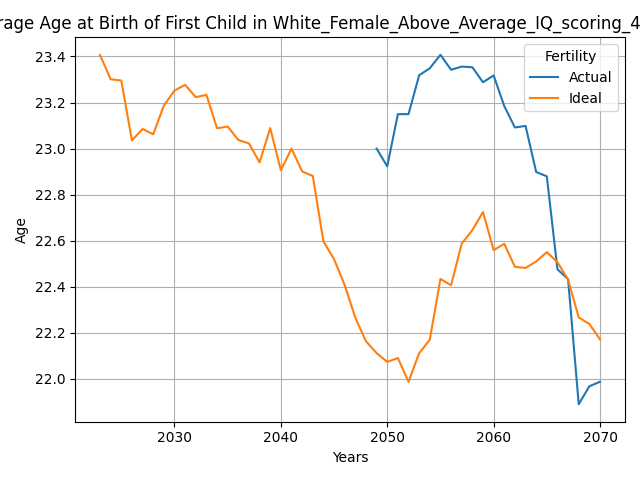 rage Age at Birth of First Child in White_Female_Above_Average_IQ_scoring_4
Fertility
Actual
Ideal
23.4
23.2
23.0
22.8
22.6
22.4
22.2
22.0
Age
2030 2040 2050 2060 2070
Years